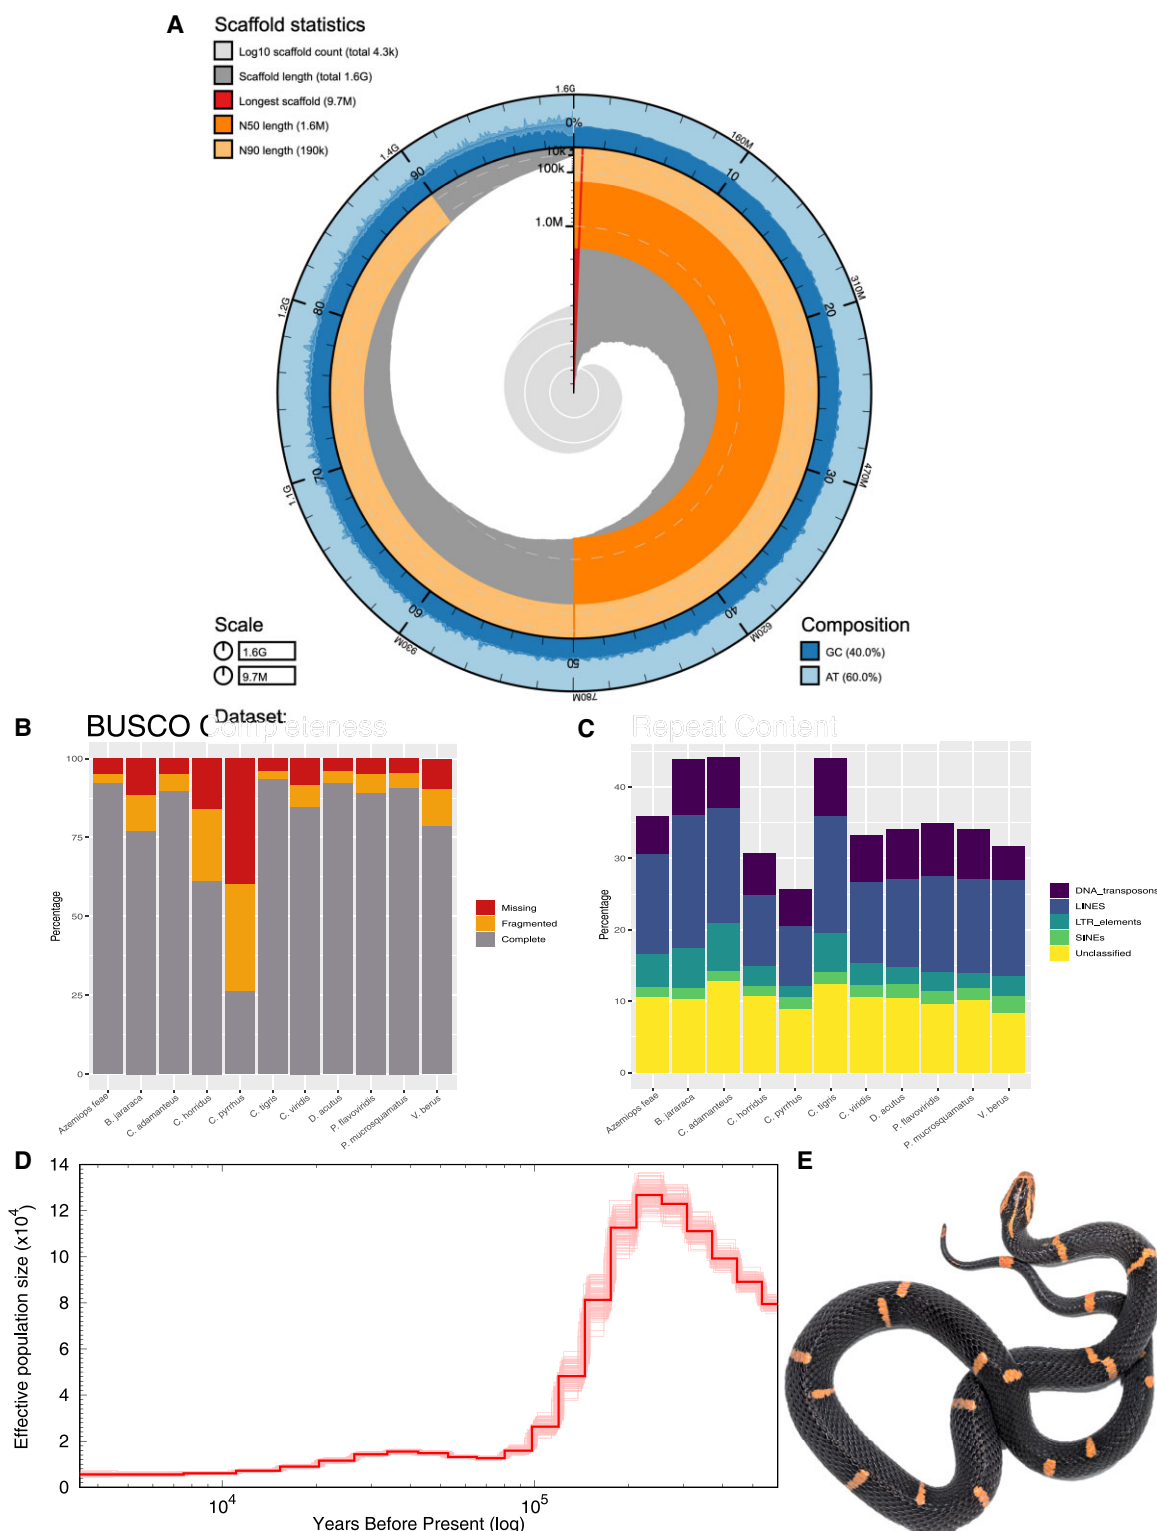 A
Scaffold statistics
Log10 scaffold count (total 4.3k)
Scaffold length (total 1.6G)
Longest scaffold (9.7M)
N50 length (1.6M)
N90 length (190k)
1.6G
160M
310M
470M
620M
780M
930M
1.1G
1.2G
1.4G
0%
10
20
30
40
50
60
70
80
90
10k
100k
1.0M
Scale
1.6G
9.7M
Composition
GC (40.0%)
AT (60.0%)
Dataset:
B
BUSCO Completeness
100
75
50
25
0
Percentage
Azemiops feae
B. jararaca
C. adamanteus
C. horridus
C. pyrrhus
C. tigris
C. viridis
D. acutus
P. flavoviridis
P. mucrosquamatus
V. berus
Missing
Fragmented
Complete
C
Repeat Content
40
30
20
10
0
Percentage
Azemiops feae
B. jararaca
C. adamanteus
C. horridus
C. pyrrhus
C. tigris
C. viridis
D. acutus
P. flavoviridis
P. mucrosquamatus
V. berus
DNA_transposons
LINES
LTR_elements
SINEs
Unclassified
D
14
12
10
8
6
4
2
0
Effective population size (x10⁴)
10⁴
10⁵
Years Before Present (log)
E